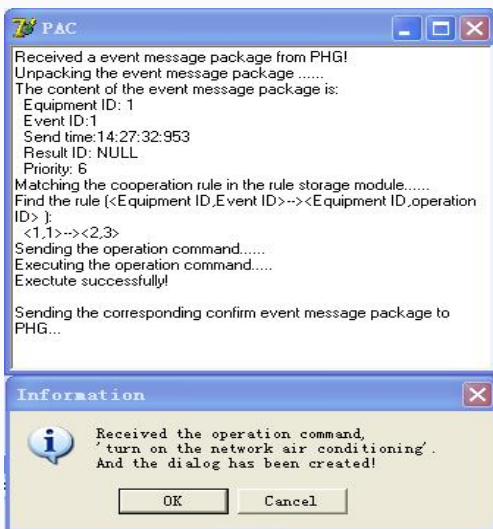 PAC
Received a event message package from PHG!
Unpacking the event message package ......
The content of the event message package is:
Equipment ID: 1
Event ID:1
Send time:14:27:32:953
Result ID: NULL
Priority: 6
Matching the cooperation rule in the rule storage module......
Find the rule (<Equipment ID,Event ID>--><Equipment ID,operation
ID> ):
<1,1>--><2,3>
Sending the operation command......
Executing the operation command.....
Exectute successfully!
Sending the corresponding confirm event message package to
PHG...
Information
Received the operation command,
'turn on the network air conditioning'.
And the dialog has been created!
OK Cancel